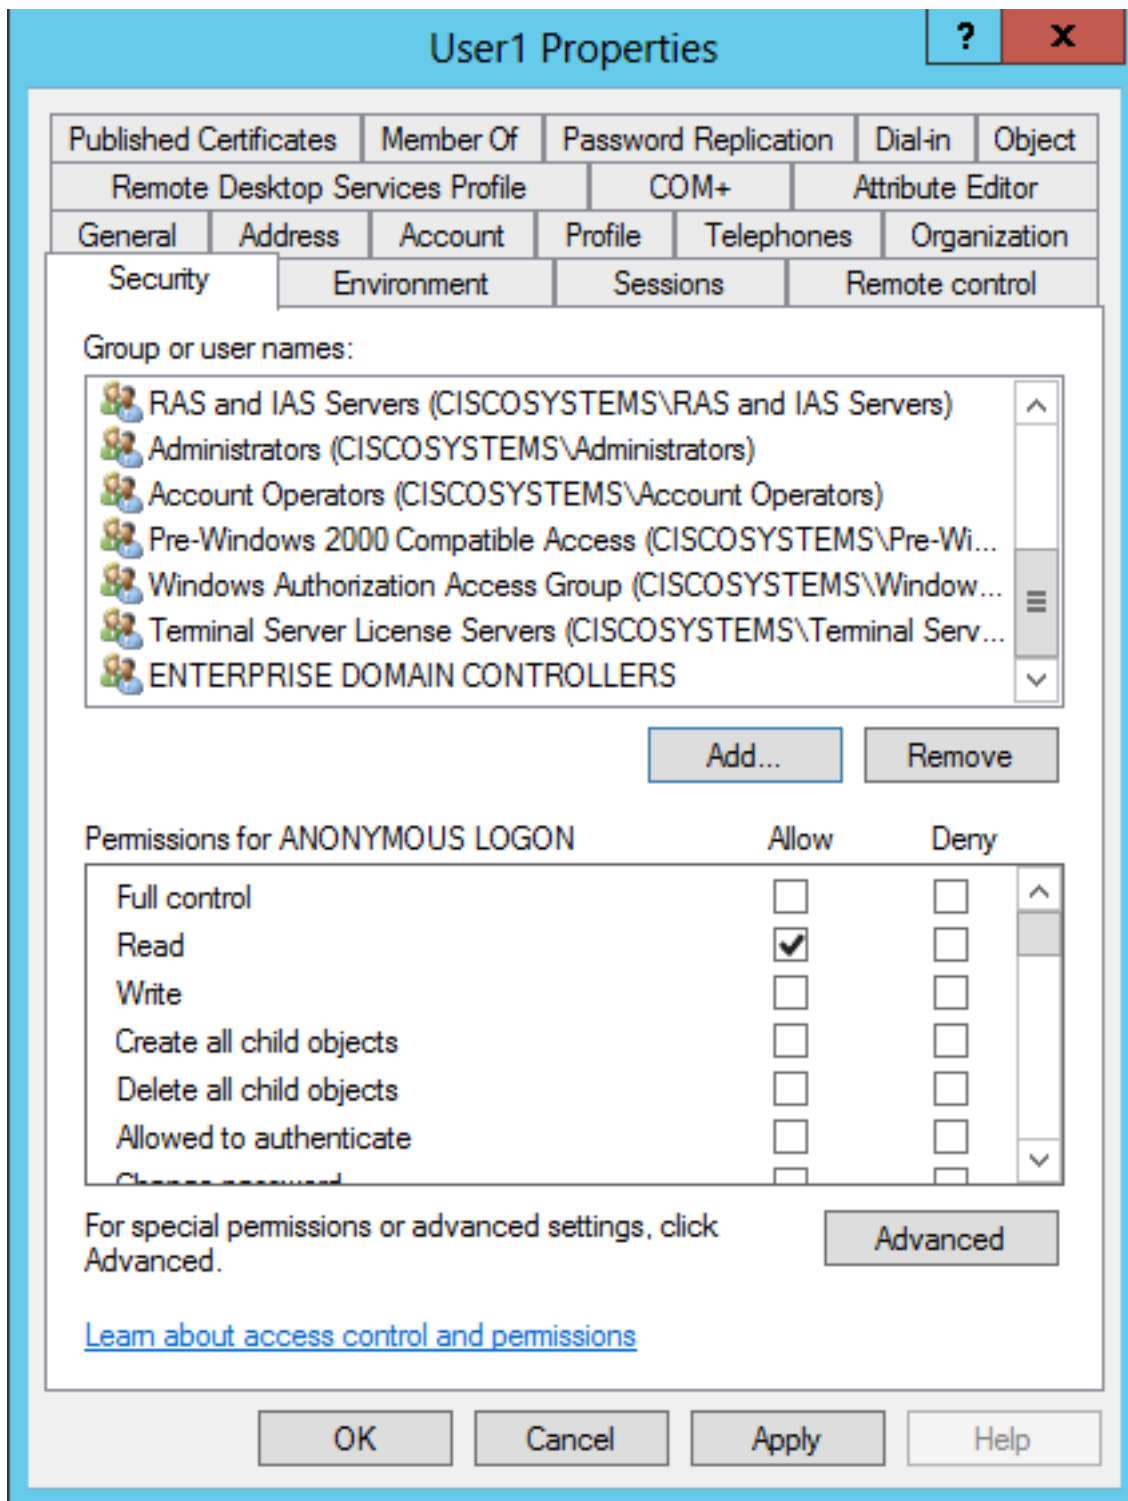 User1 Properties
?
x
Published Certificates
Member Of
Password Replication
Dial-in
Object
Remote Desktop Services Profile
COM+
Attribute Editor
General
Address
Account
Profile
Telephones
Organization
Security
Environment
Sessions
Remote control
Group or user names:
RAS and IAS Servers (CISCOSYSTEMS\RAS and IAS Servers)
Administrators (CISCOSYSTEMS\Administrators)
Account Operators (CISCOSYSTEMS\Account Operators)
Pre-Windows 2000 Compatible Access (CISCOSYSTEMS\Pre-Wi...
Windows Authorization Access Group (CISCOSYSTEMS\Window...
Terminal Server License Servers (CISCOSYSTEMS\Terminal Serv...
ENTERPRISE DOMAIN CONTROLLERS
Add...
Remove
Permissions for ANONYMOUS LOGON
Allow
Deny
Full control
Read
Write
Create all child objects
Delete all child objects
Allowed to authenticate
Change password
For special permissions or advanced settings, click
Advanced.
Advanced
Learn about access control and permissions
OK
Cancel
Apply
Help